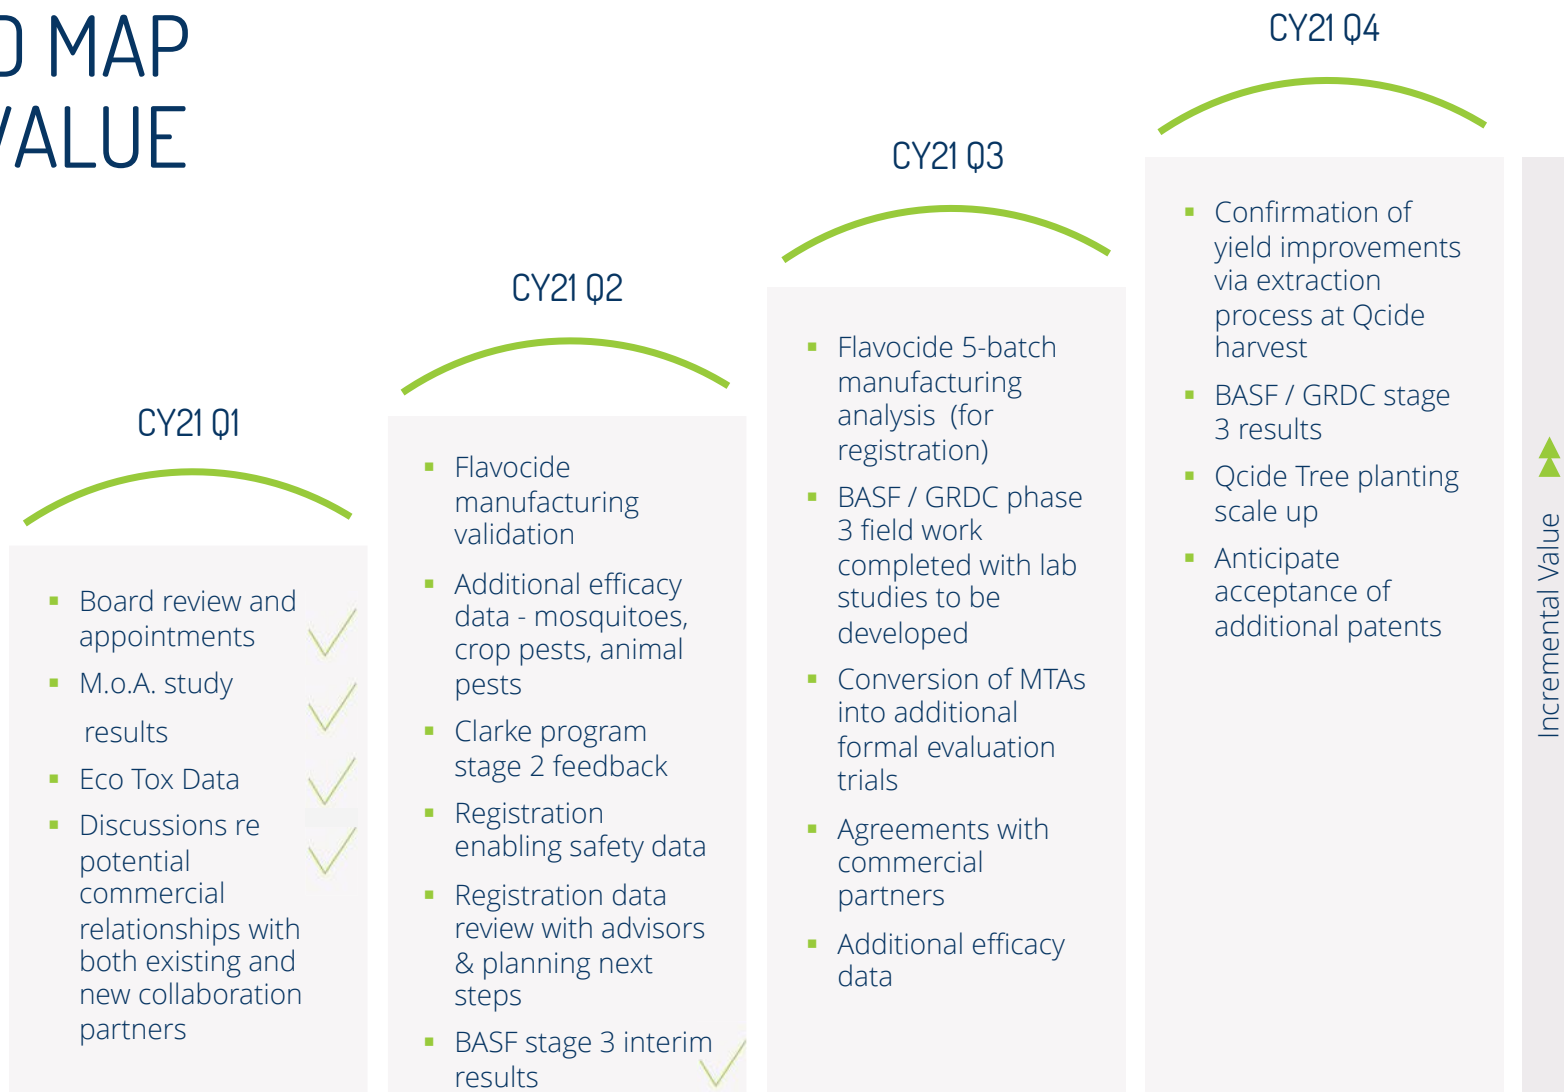 D MAP
VALUE
CY21 Q1
▪ Board review and
appointments
▪ M.o.A. study
results
▪ Eco Tox Data
▪ Discussions re
potential
commercial
relationships with
both existing and
new collaboration
partners
CY21 Q2
▪ Flavocide
manufacturing
validation
▪ Additional efficacy
data - mosquitoes,
crop pests, animal
pests
▪ Clarke program
stage 2 feedback
▪ Registration
enabling safety data
▪ Registration data
review with advisors
& planning next
steps
▪ BASF stage 3 interim
results
CY21 Q3
▪ Flavocide 5-batch
manufacturing
analysis (for
registration)
▪ BASF / GRDC phase
3 field work
completed with lab
studies to be
developed
▪ Conversion of MTAs
into additional
formal evaluation
trials
▪ Agreements with
commercial
partners
▪ Additional efficacy
data
CY21 Q4
▪ Confirmation of
yield improvements
via extraction
process at Qcide
harvest
▪ BASF / GRDC stage
3 results
▪ Qcide Tree planting
scale up
▪ Anticipate
acceptance of
additional patents
Incremental Value